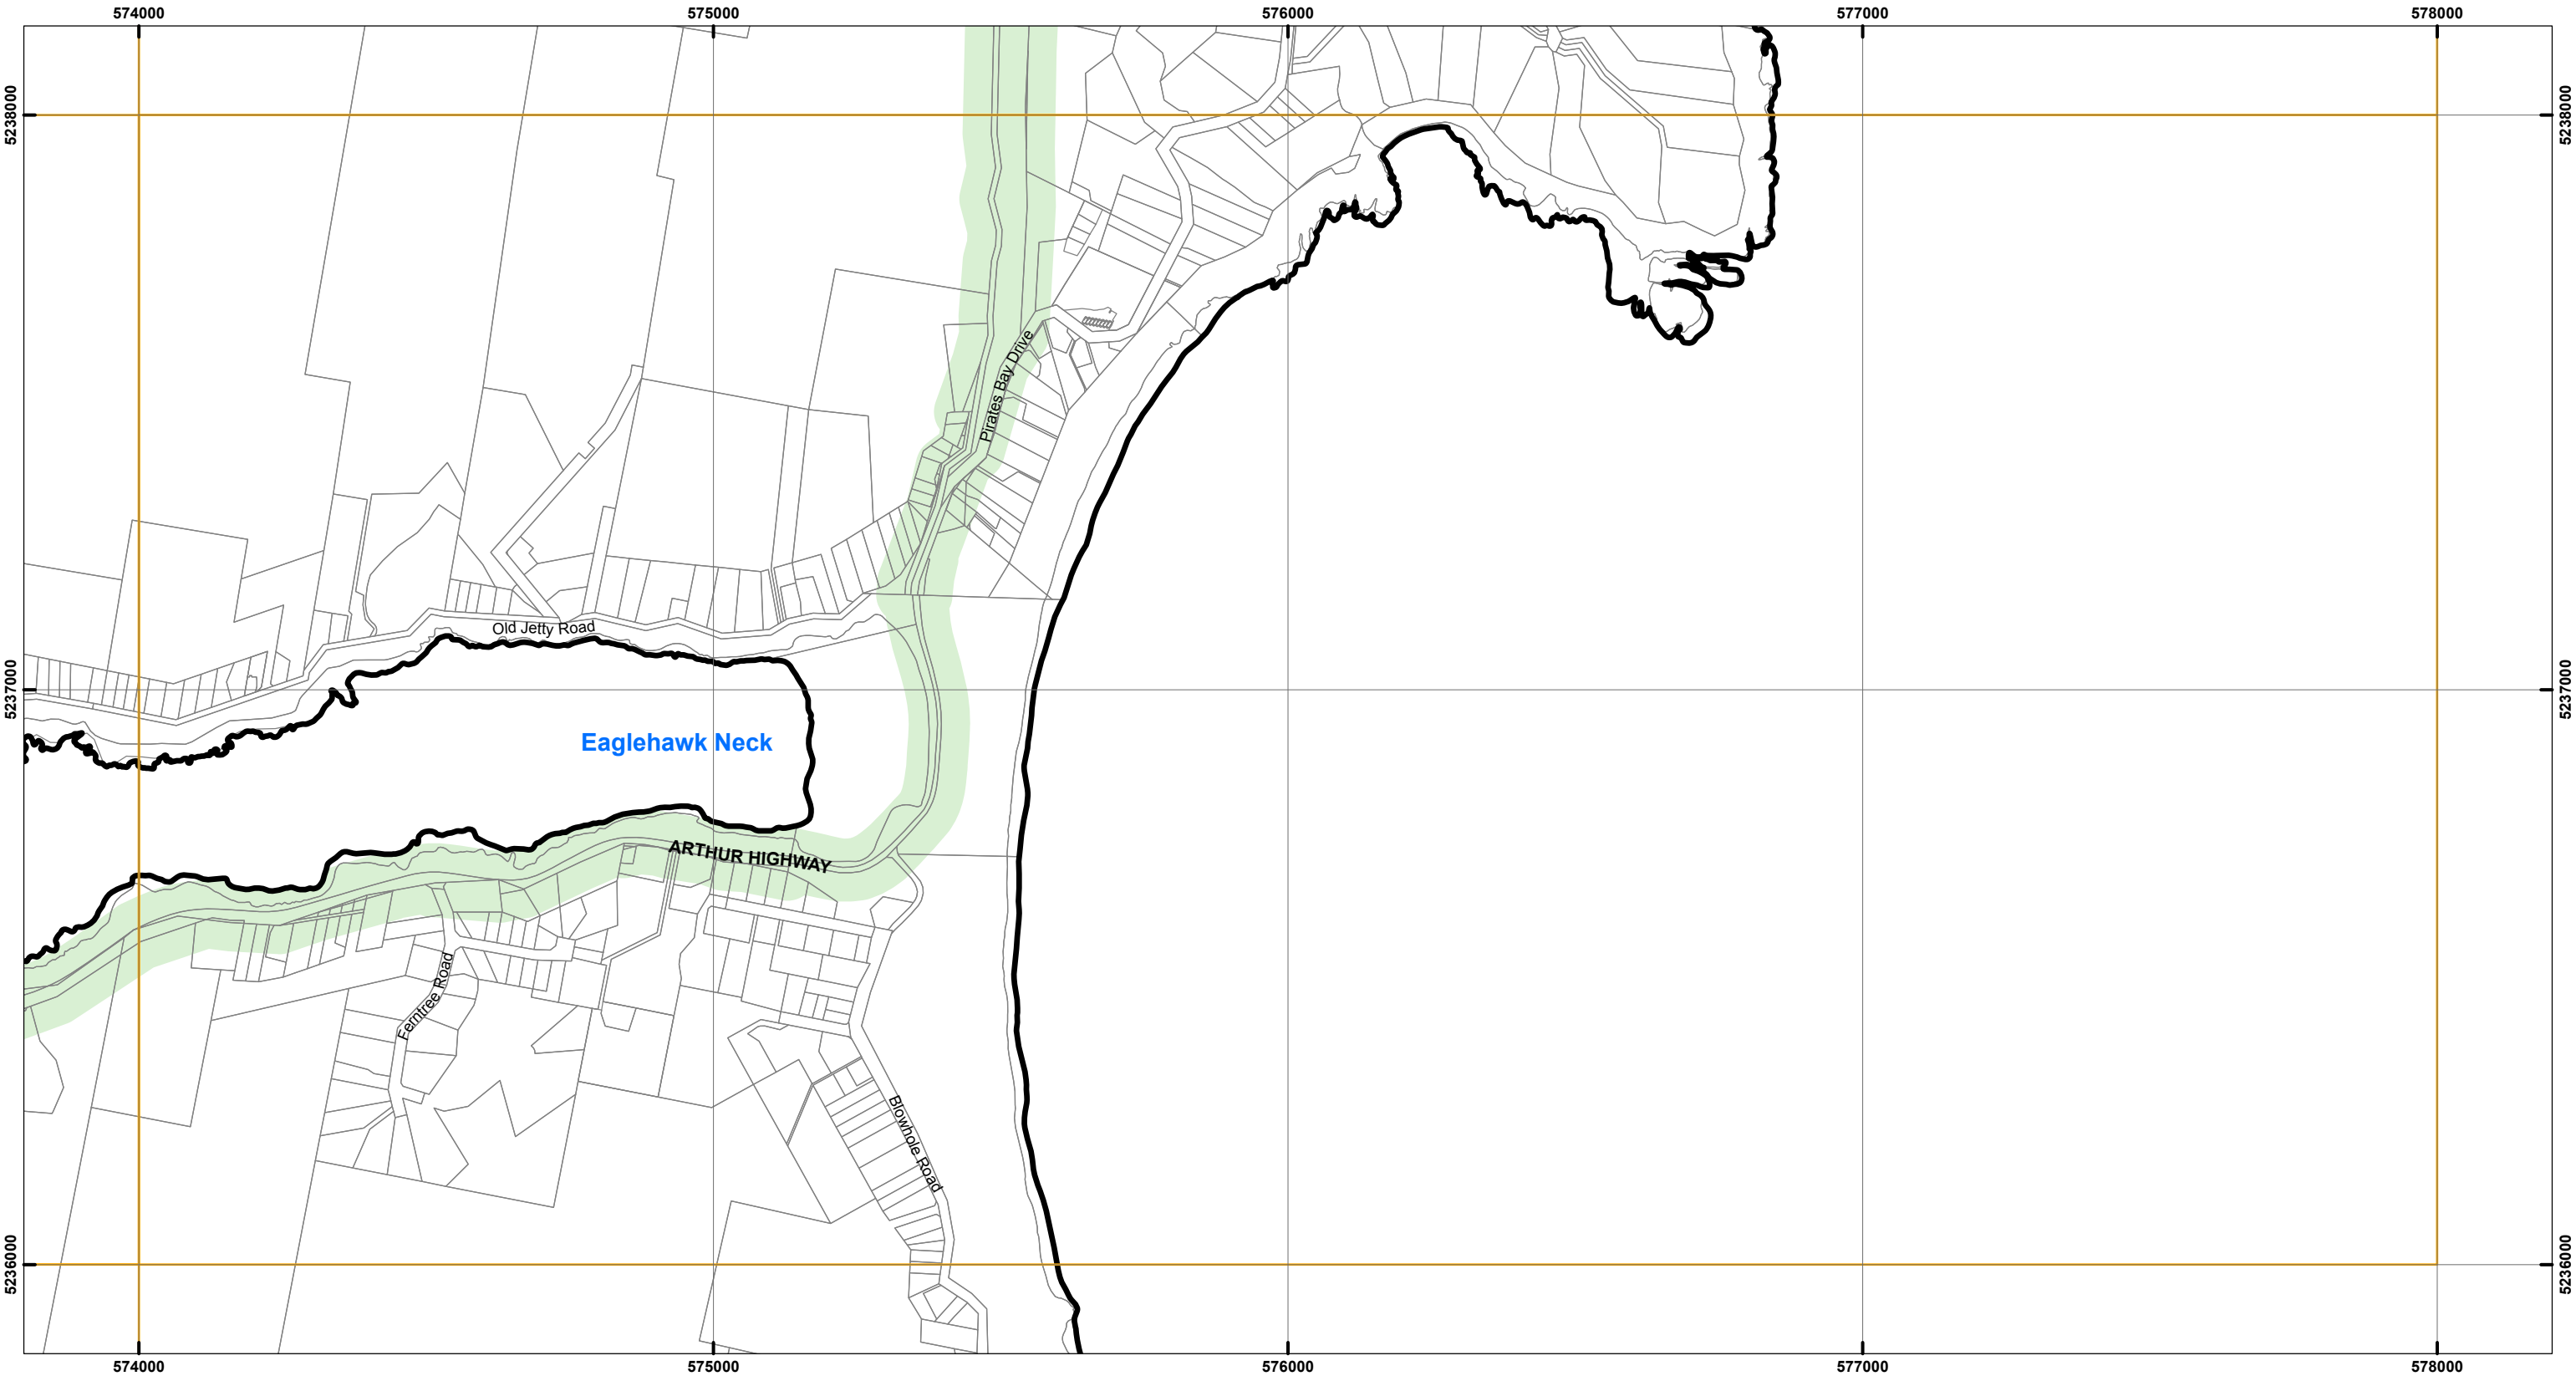 574000
575000
576000
577000
578000
5238000
5238000
Pirates Bay Drive
Old Jetty Road
5237000
5237000
Eaglehawk Neck
ARTHUR HIGHWAY
Ferntree Road
Blowhole Road
5236000
5236000
574000
575000
576000
577000
578000